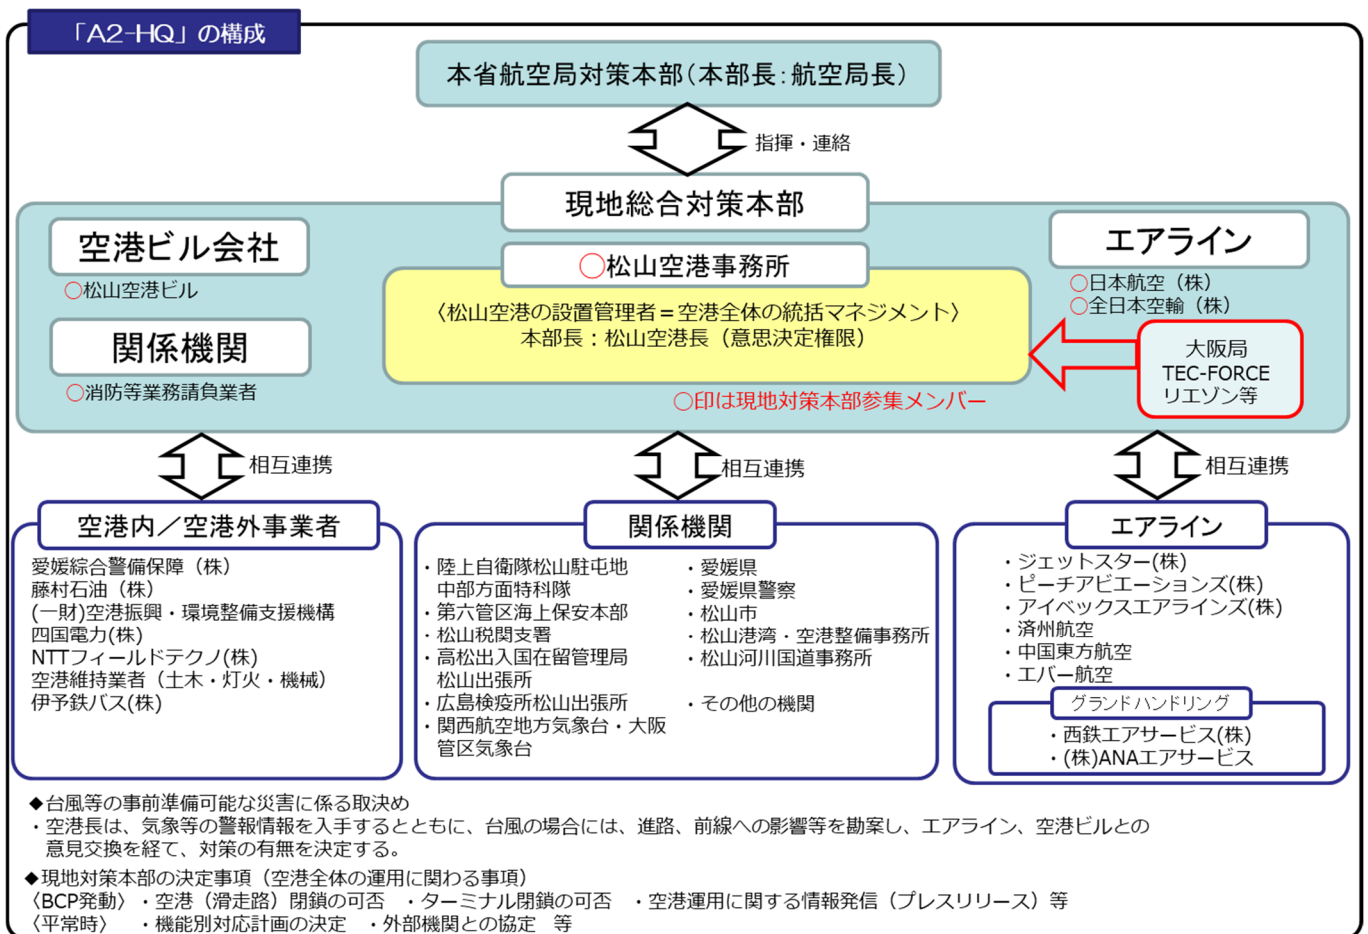 「A2-HQ」の構成
本省航空局対策本部（本部長：航空局長）
指揮・連絡
現地総合対策本部
空港ビル会社
○松山空港ビル
関係機関
○消防等業務請負業者
○松山空港事務所
〈松山空港の設置管理者＝空港全体の統括マネジメント〉
本部長：松山空港長（意思決定権限）
○印は現地対策本部参集メンバー
エアライン
○日本航空（株）
○全日本空輸（株）
大阪局
TEC-FORCE
リエゾン等
相互連携
相互連携
相互連携
空港内／空港外事業者
愛媛綜合警備保障（株）
藤村石油（株）
(一財)空港振興・環境整備支援機構
四国電力(株)
NTTフィールドテクノ(株)
空港維持業者（土木・灯火・機械）
伊予鉄バス(株)
関係機関
・陸上自衛隊松山駐屯地
中部方面特科隊
・第六管区海上保安本部
・松山税関支署
・高松出入国在留管理局
松山出張所
・広島検疫所松山出張所
・関西航空地方気象台・大阪
管区気象台
・愛媛県
・愛媛県警察
・松山市
・松山港湾・空港整備事務所
・松山河川国道事務所
・その他の機関
エアライン
・ジェットスター(株)
・ピーチアビエーションズ(株)
・アイベックスエアラインズ(株)
・済州航空
・中国東方航空
・エバー航空
グランドハンドリング
・西鉄エアサービス(株)
・(株)ANAエアサービス
◆台風等の事前準備可能な災害に係る取決め
・空港長は、気象等の警報情報を入手するとともに、台風の場合には、進路、前線への影響等を勘案し、エアライン、空港ビルとの
意見交換を経て、対策の有無を決定する。
◆現地対策本部の決定事項（空港全体の運用に関わる事項）
〈BCP発動〉・空港（滑走路）閉鎖の可否　・ターミナル閉鎖の可否　・空港運用に関する情報発信（プレスリリース）等
〈平常時〉　・機能別対応計画の決定　・外部機関との協定　等